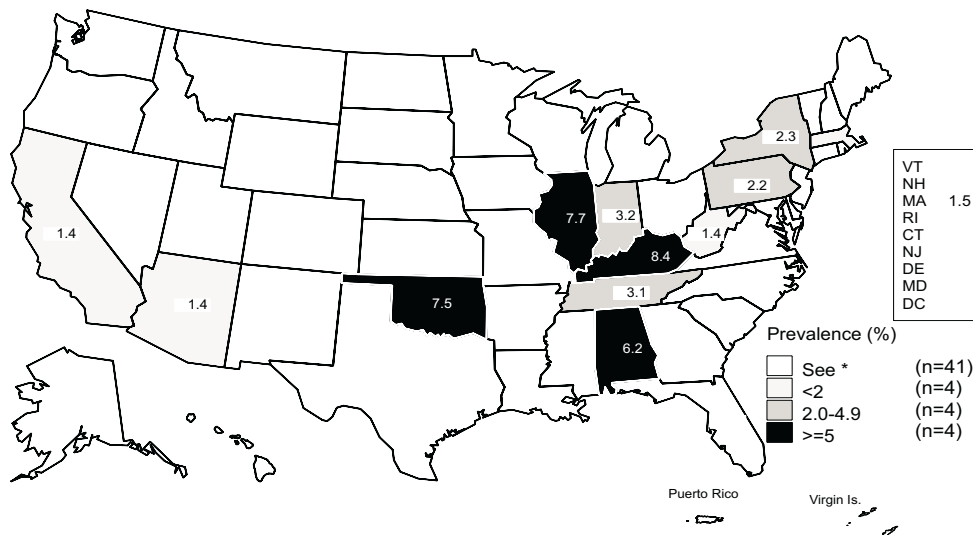 2.3
2.2
VT
NH
MA 1.5
RI
CT
NJ
DE
MD
DC
7.7
3.2
1.4
1.4
8.4
1.4
7.5
3.1
6.2
Prevalence (%)
See * (n=41)
<2 (n=4)
2.0-4.9 (n=4)
>=5 (n=4)
Puerto Rico
Virgin Is.